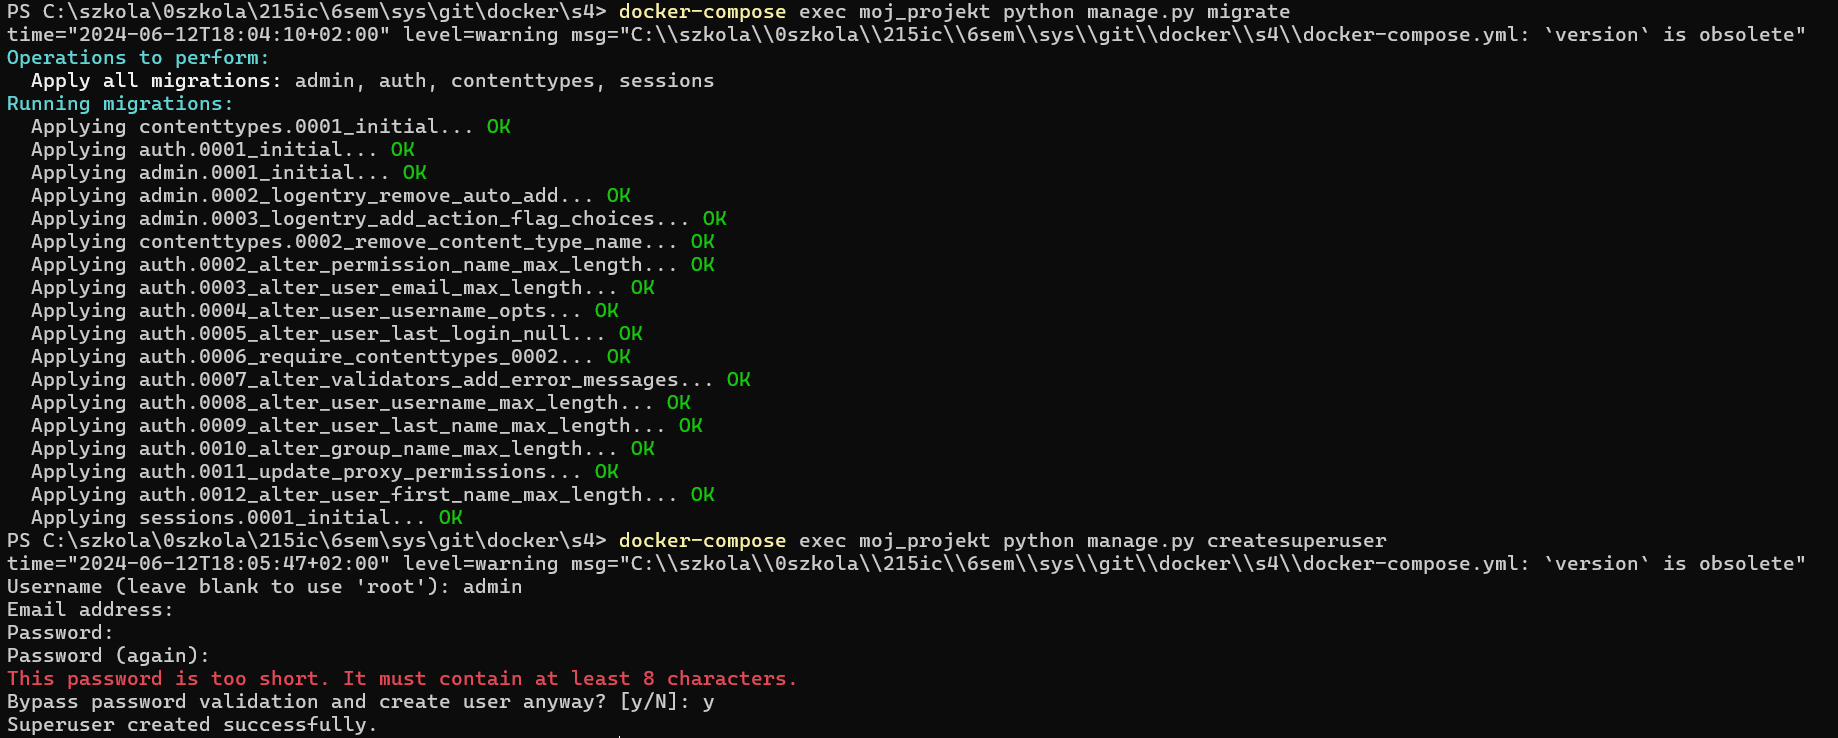 PS C:\szkola\0szkola\215ic\6sem\sys\git\docker\s4> docker-compose exec moj_projekt python manage.py migrate
time="2024-06-12T18:04:10+02:00" level=warning msg="C:\\szkola\\0szkola\\215ic\\6sem\\sys\\git\\docker\\s4\\docker-compose.yml: `version` is obsolete"
Operations to perform:
  Apply all migrations: admin, auth, contenttypes, sessions
Running migrations:
  Applying contenttypes.0001_initial... OK
  Applying auth.0001_initial... OK
  Applying admin.0001_initial... OK
  Applying admin.0002_logentry_remove_auto_add... OK
  Applying admin.0003_logentry_add_action_flag_choices... OK
  Applying contenttypes.0002_remove_content_type_name... OK
  Applying auth.0002_alter_permission_name_max_length... OK
  Applying auth.0003_alter_user_email_max_length... OK
  Applying auth.0004_alter_user_username_opts... OK
  Applying auth.0005_alter_user_last_login_null... OK
  Applying auth.0006_require_contenttypes_0002... OK
  Applying auth.0007_alter_validators_add_error_messages... OK
  Applying auth.0008_alter_user_username_max_length... OK
  Applying auth.0009_alter_user_last_name_max_length... OK
  Applying auth.0010_alter_group_name_max_length... OK
  Applying auth.0011_update_proxy_permissions... OK
  Applying auth.0012_alter_user_first_name_max_length... OK
  Applying sessions.0001_initial... OK
PS C:\szkola\0szkola\215ic\6sem\sys\git\docker\s4> docker-compose exec moj_projekt python manage.py createsuperuser
time="2024-06-12T18:05:47+02:00" level=warning msg="C:\\szkola\\0szkola\\215ic\\6sem\\sys\\git\\docker\\s4\\docker-compose.yml: `version` is obsolete"
Username (leave blank to use 'root'): admin
Email address:
Password:
Password (again):
This password is too short. It must contain at least 8 characters.
Bypass password validation and create user anyway? [y/N]: y
Superuser created successfully.